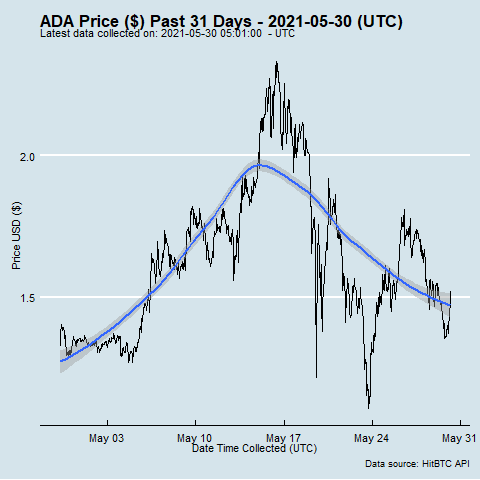 ADA Price ($) Past 31 Days - 2021-05-30 (UTC)
Latest data collected on: 2021-05-30 05:01:00 - UTC
Price USD ($)
2.0
1.5
May 03 May 10 May 17 May 24 May 31
Date Time Collected (UTC)
Data source: HitBTC API